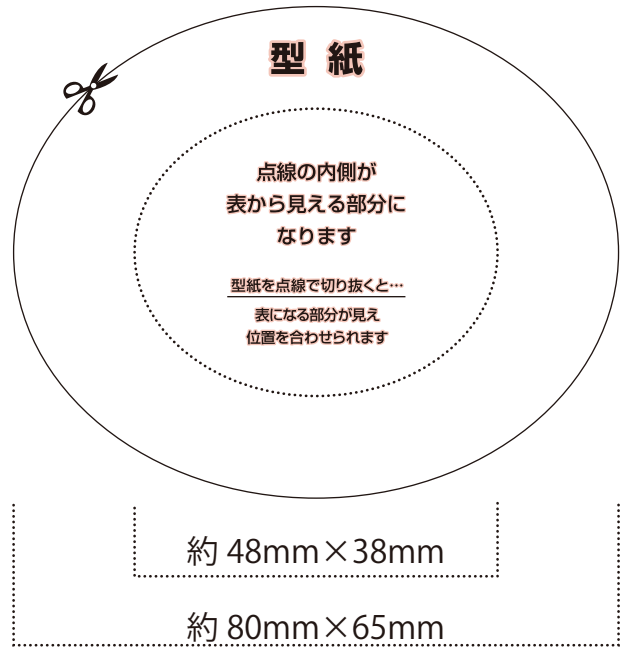 型 紙
点線の内側が
表から見える部分に
なります
型紙を点線で切り抜くと…
表になる部分が見え
位置を合わせられます
約 48mm×38mm
約 80mm×65mm